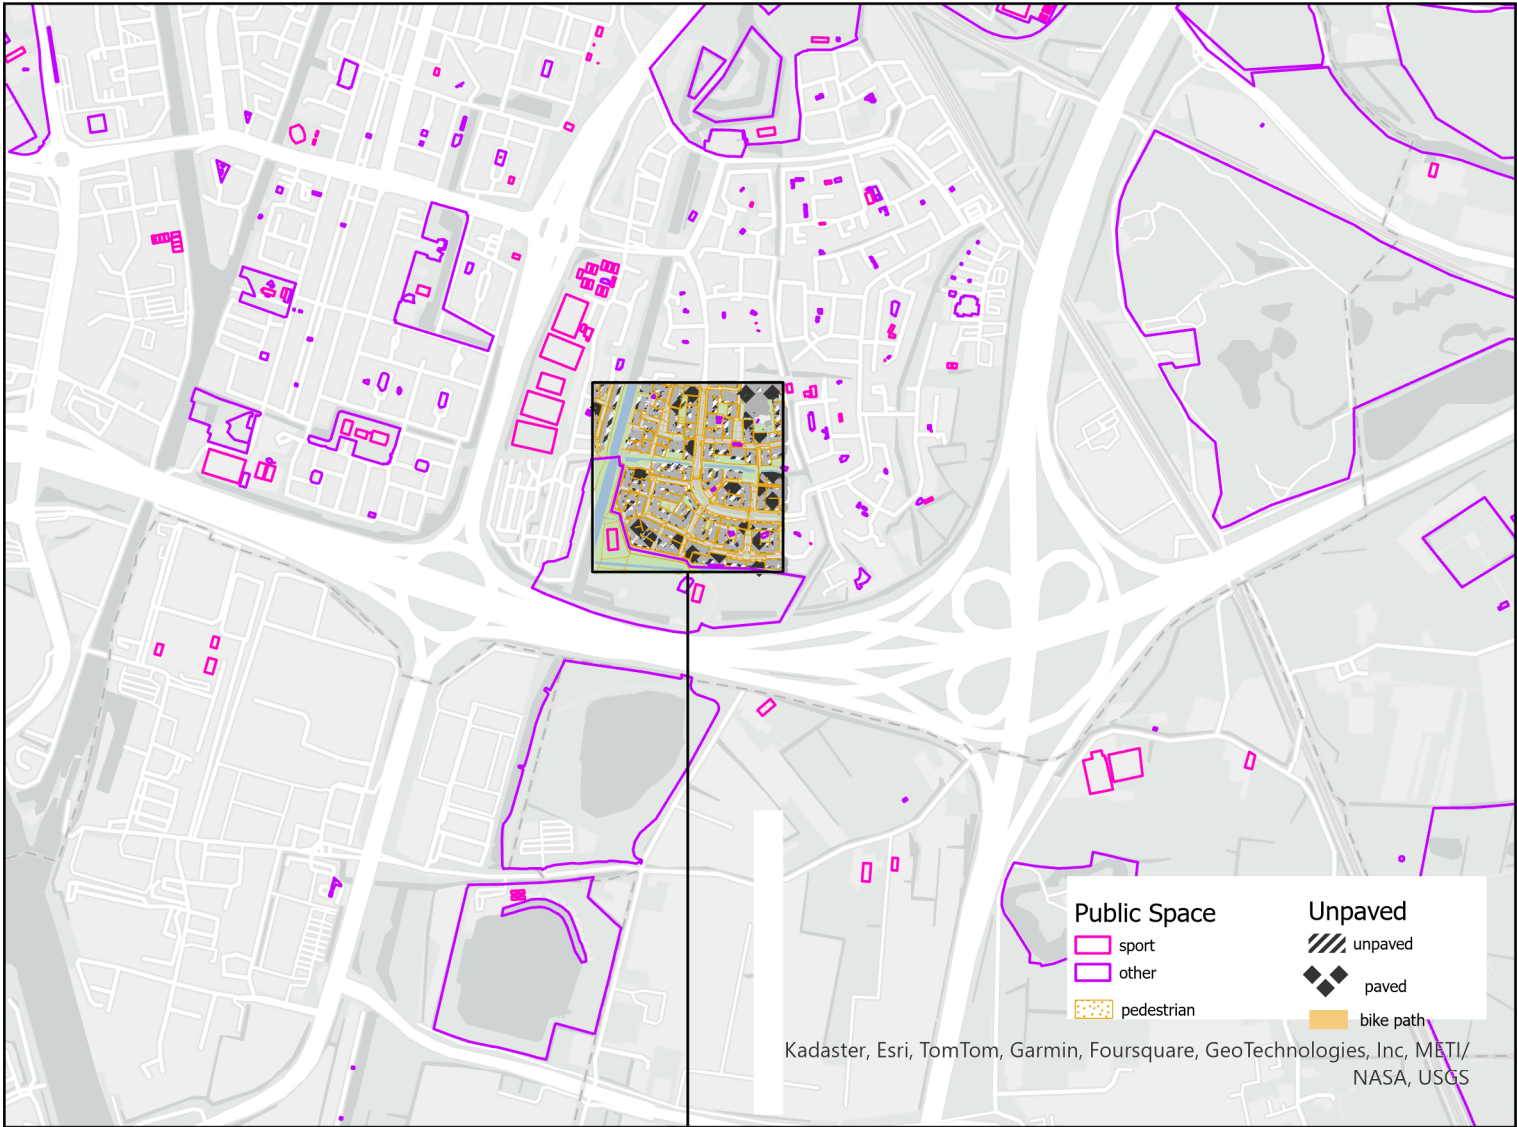 Public Space
sport
other
pedestrian
Unpaved
unpaved
paved
bike path
Kadaster, Esri, TomTom, Garmin, Foursquare, GeoTechnologies, Inc, METI/
NASA, USGS